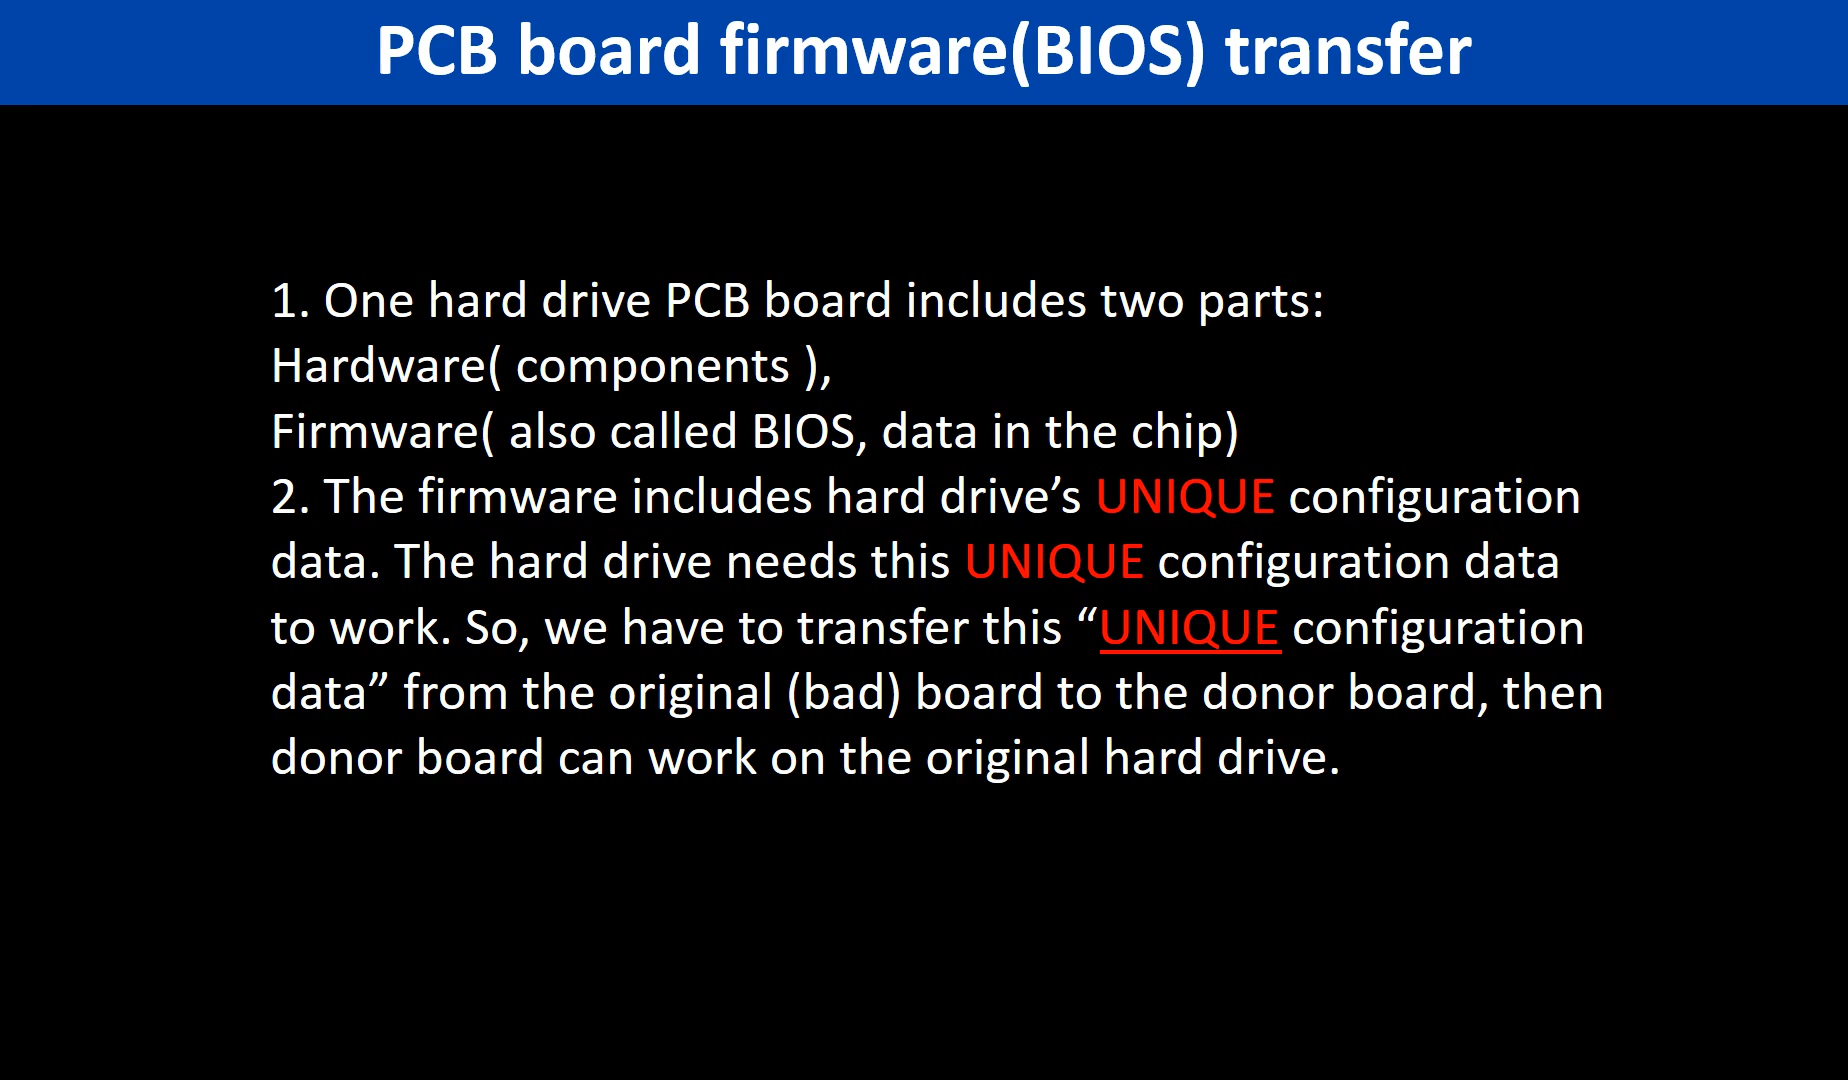 PCB board firmware(BIOS) transfer
1. One hard drive PCB board includes two parts:
Hardware( components ),
Firmware( also called BIOS, data in the chip)
2. The firmware includes hard drive’s UNIQUE configuration
data. The hard drive needs this UNIQUE configuration data
to work. So, we have to transfer this “UNIQUE configuration
data” from the original (bad) board to the donor board, then
donor board can work on the original hard drive.